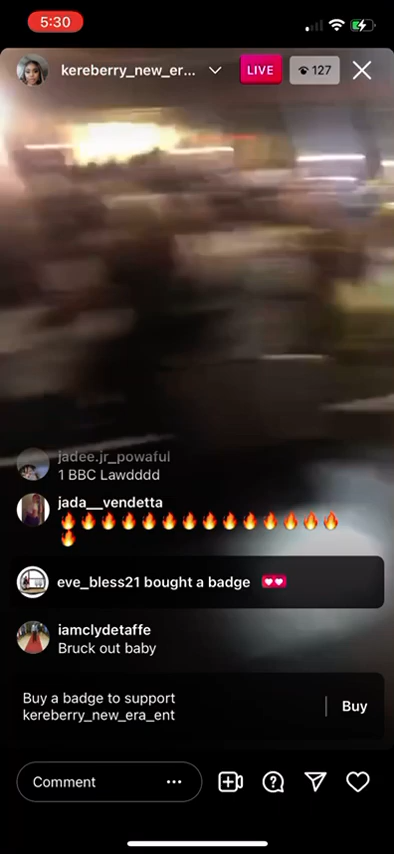 5:30
kereberry_new_er...
LIVE
127
jadee.jr_powaful
1 BBC Lawdddd
jada__vendetta
🔥🔥🔥🔥🔥🔥🔥🔥🔥🔥🔥🔥🔥🔥
🔥
eve_bless21 bought a badge
iamclydetaffe
Bruck out baby
Buy a badge to support
kereberry_new_era_ent
Buy
Comment